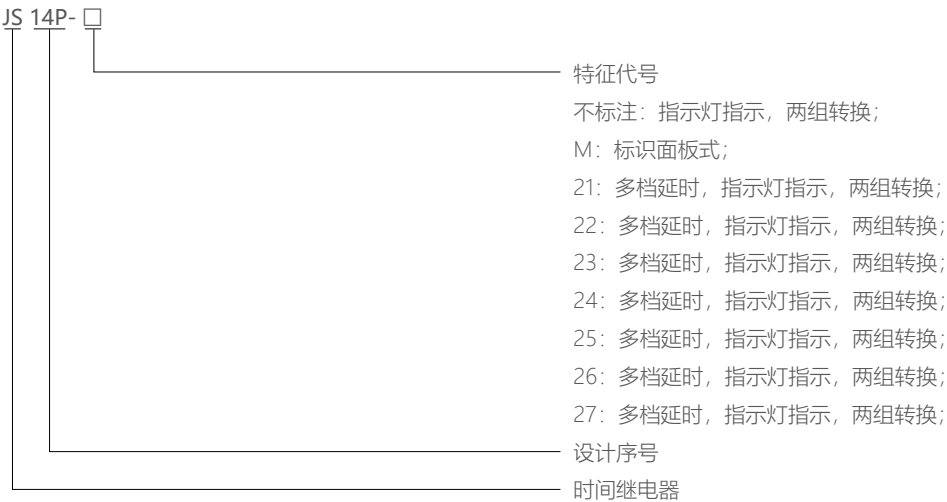 JS 14P-□
特征代号
不标注：指示灯指示，两组转换；
M：标识面板式；
21：多档延时，指示灯指示，两组转换；
22：多档延时，指示灯指示，两组转换；
23：多档延时，指示灯指示，两组转换；
24：多档延时，指示灯指示，两组转换；
25：多档延时，指示灯指示，两组转换；
26：多档延时，指示灯指示，两组转换；
27：多档延时，指示灯指示，两组转换；
设计序号
时间继电器